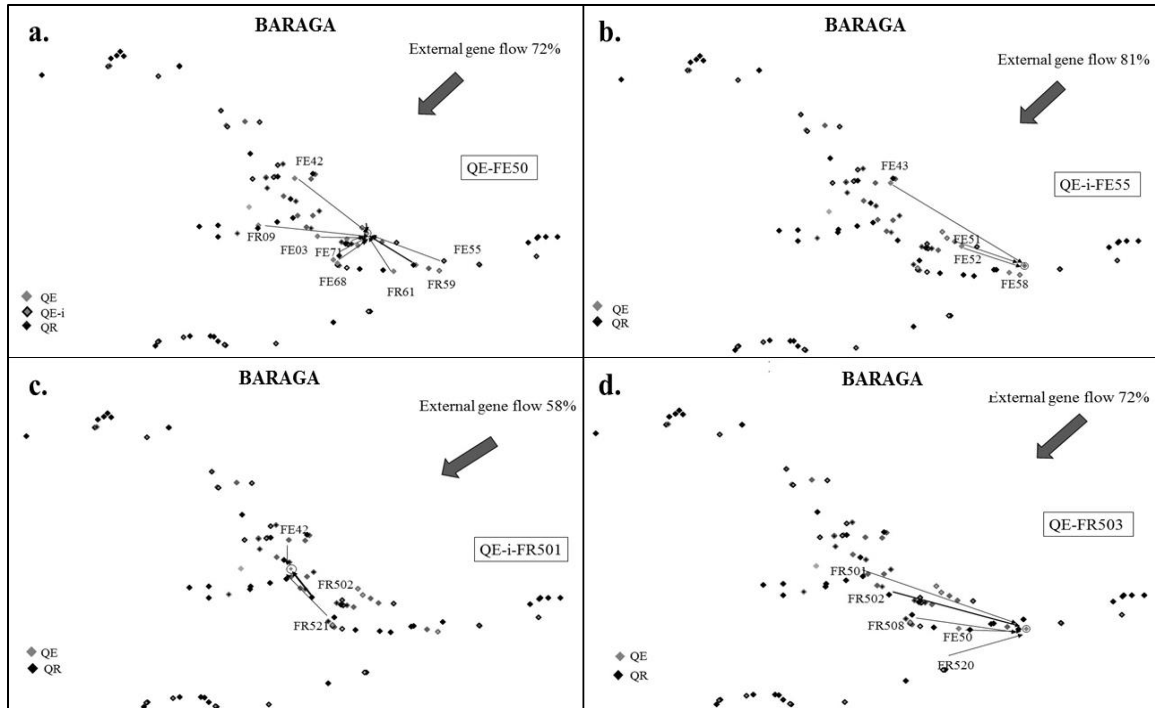 a.
BARAGA
External gene flow 72%
QE-FE50
FE42
FR09
FE03
FE71
FE55
FE68
FR61
FR59
QE
QE-i
QR
b.
BARAGA
External gene flow 81%
QE-i-FE55
FE43
FE51
FE52
FE58
QE
QR
c.
BARAGA
External gene flow 58%
QE-i-FR501
FE42
FR502
FR521
QE
QR
d.
BARAGA
External gene flow 72%
QE-FR503
FR501
FR502
FR508
FE50
FR520
QE
QR